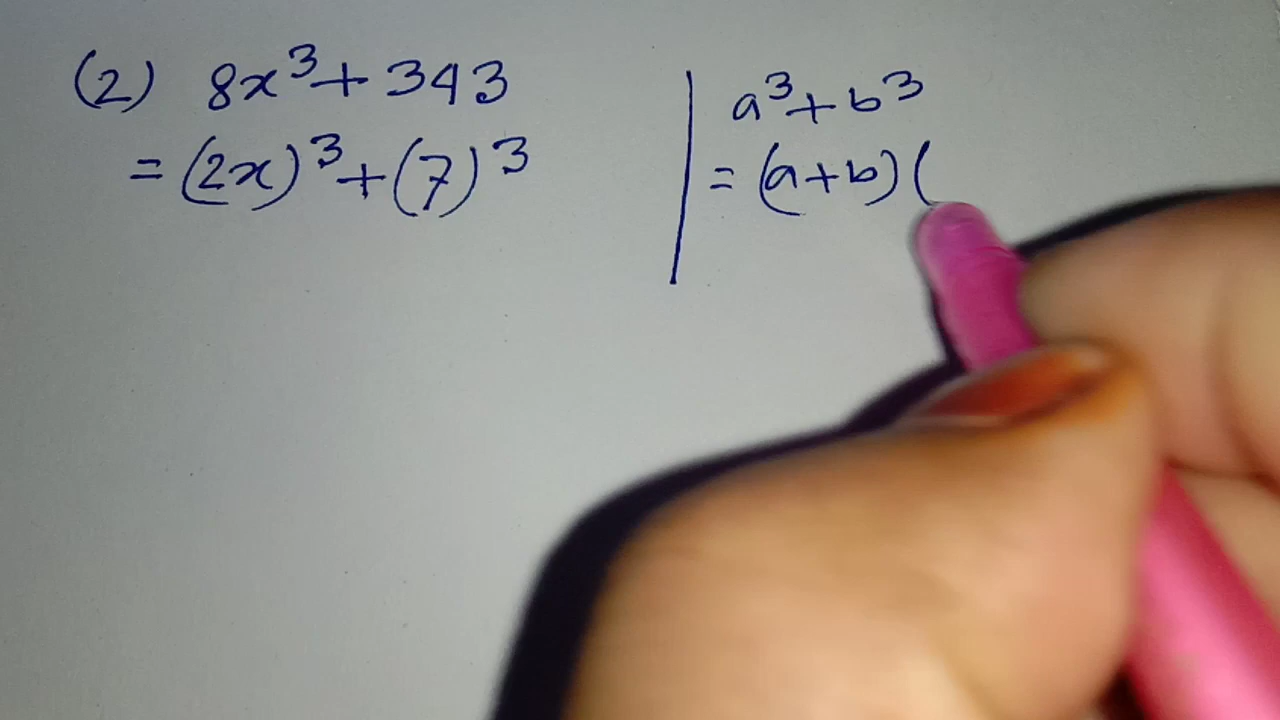 (2) 8x³+343
= (2x)³+(7)³
a³+b³
= (a+b)(